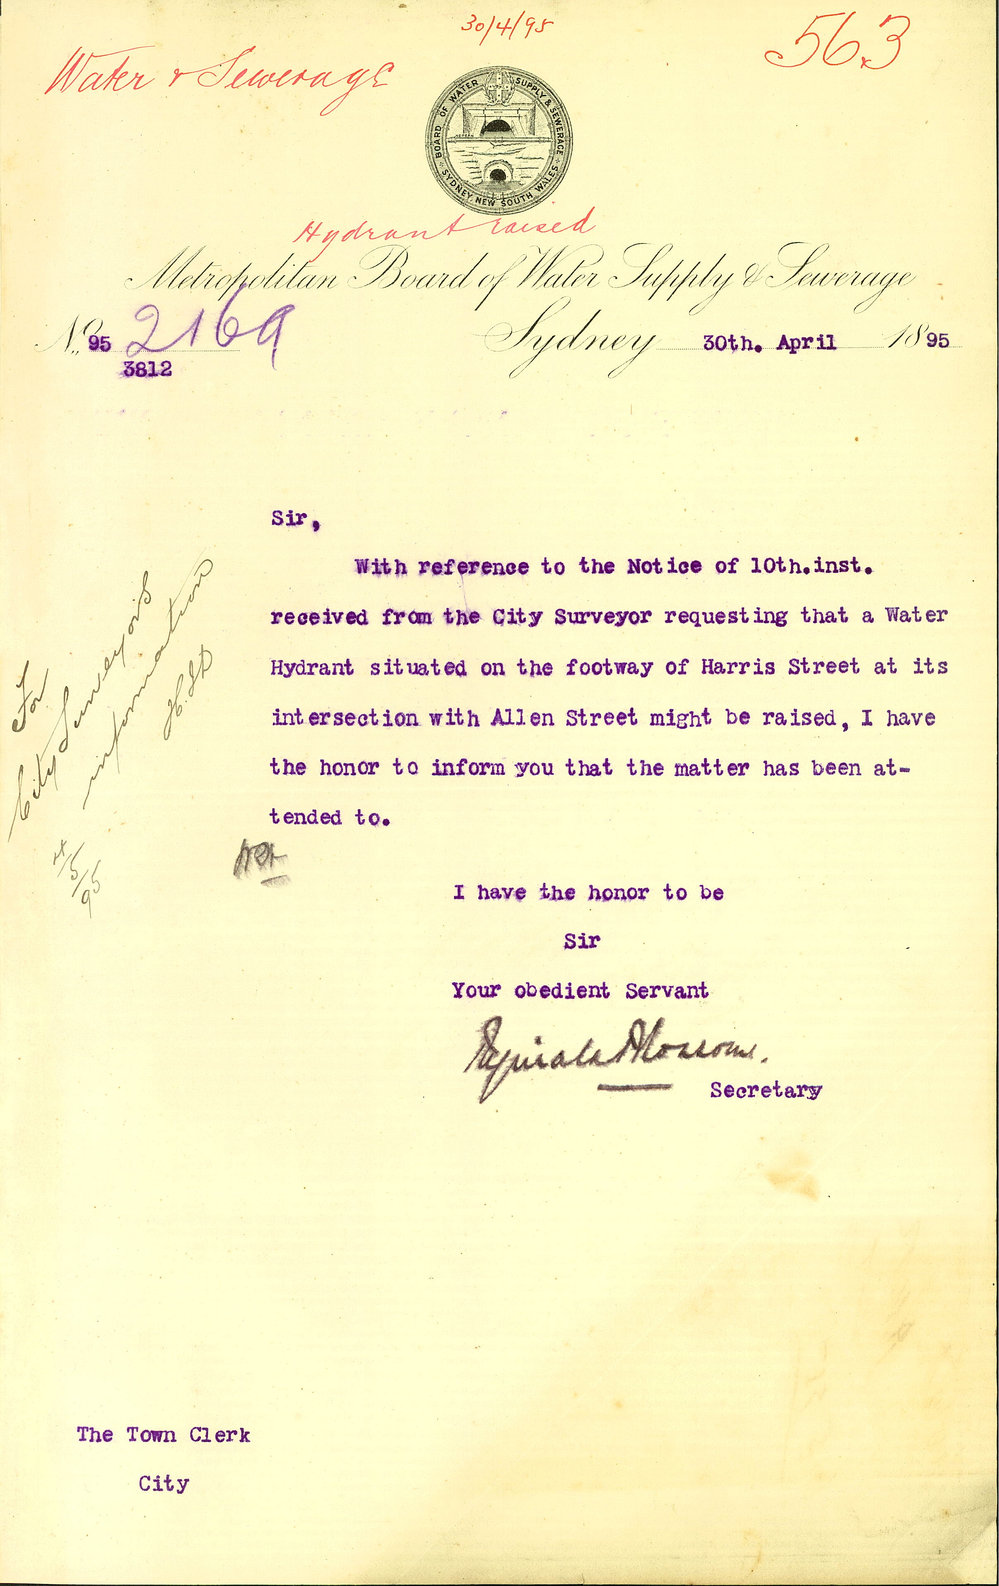 30/4/95
563
Water & Sewerage
BOARD OF WATER SUPPLY & SEWERAGE
SYDNEY, NEW SOUTH WALES
Hydrant raised
Metropolitan Board of Water Supply & Sewerage
No. 95 2169
3812
Sydney 30th. April 1895
Sir,
With reference to the Notice of 10th.inst.
received from the City Surveyor requesting that a Water
Hydrant situated on the footway of Harris Street at its
intersection with Allen Street might be raised, I have
the honor to inform you that the matter has been at-
tended to.
For
City Surveyor's
information
4/5/95
I have the honor to be
Sir
Your obedient Servant
Secretary
The Town Clerk
City